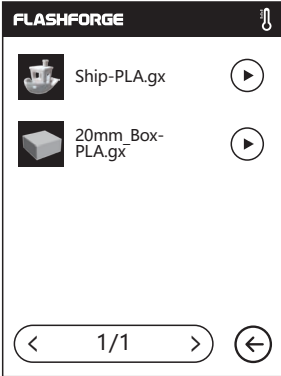 FLASHFORGE
Ship-PLA.gx
20mm_Box-
PLA.gx
1/1